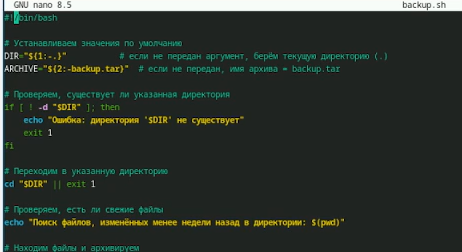 GNU nano 8.5 backup.sh
#!/bin/bash
# Устанавливаем значения по умолчанию
DIR="${1:-.}" # если не передан аргумент, берём текущую директорию (.)
ARCHIVE="${2:-backup.tar}" # если не передан, имя архива = backup.tar
# Проверяем, существует ли указанная директория
if [ ! -d "$DIR" ]; then
echo "Ошибка: директория '$DIR' не существует"
exit 1
fi
# Переходим в указанную директорию
cd "$DIR" || exit 1
# Проверяем, есть ли свежие файлы
echo "Поиск файлов, изменённых менее недели назад в директории: $(pwd)"
# Находим файлы и архивируем